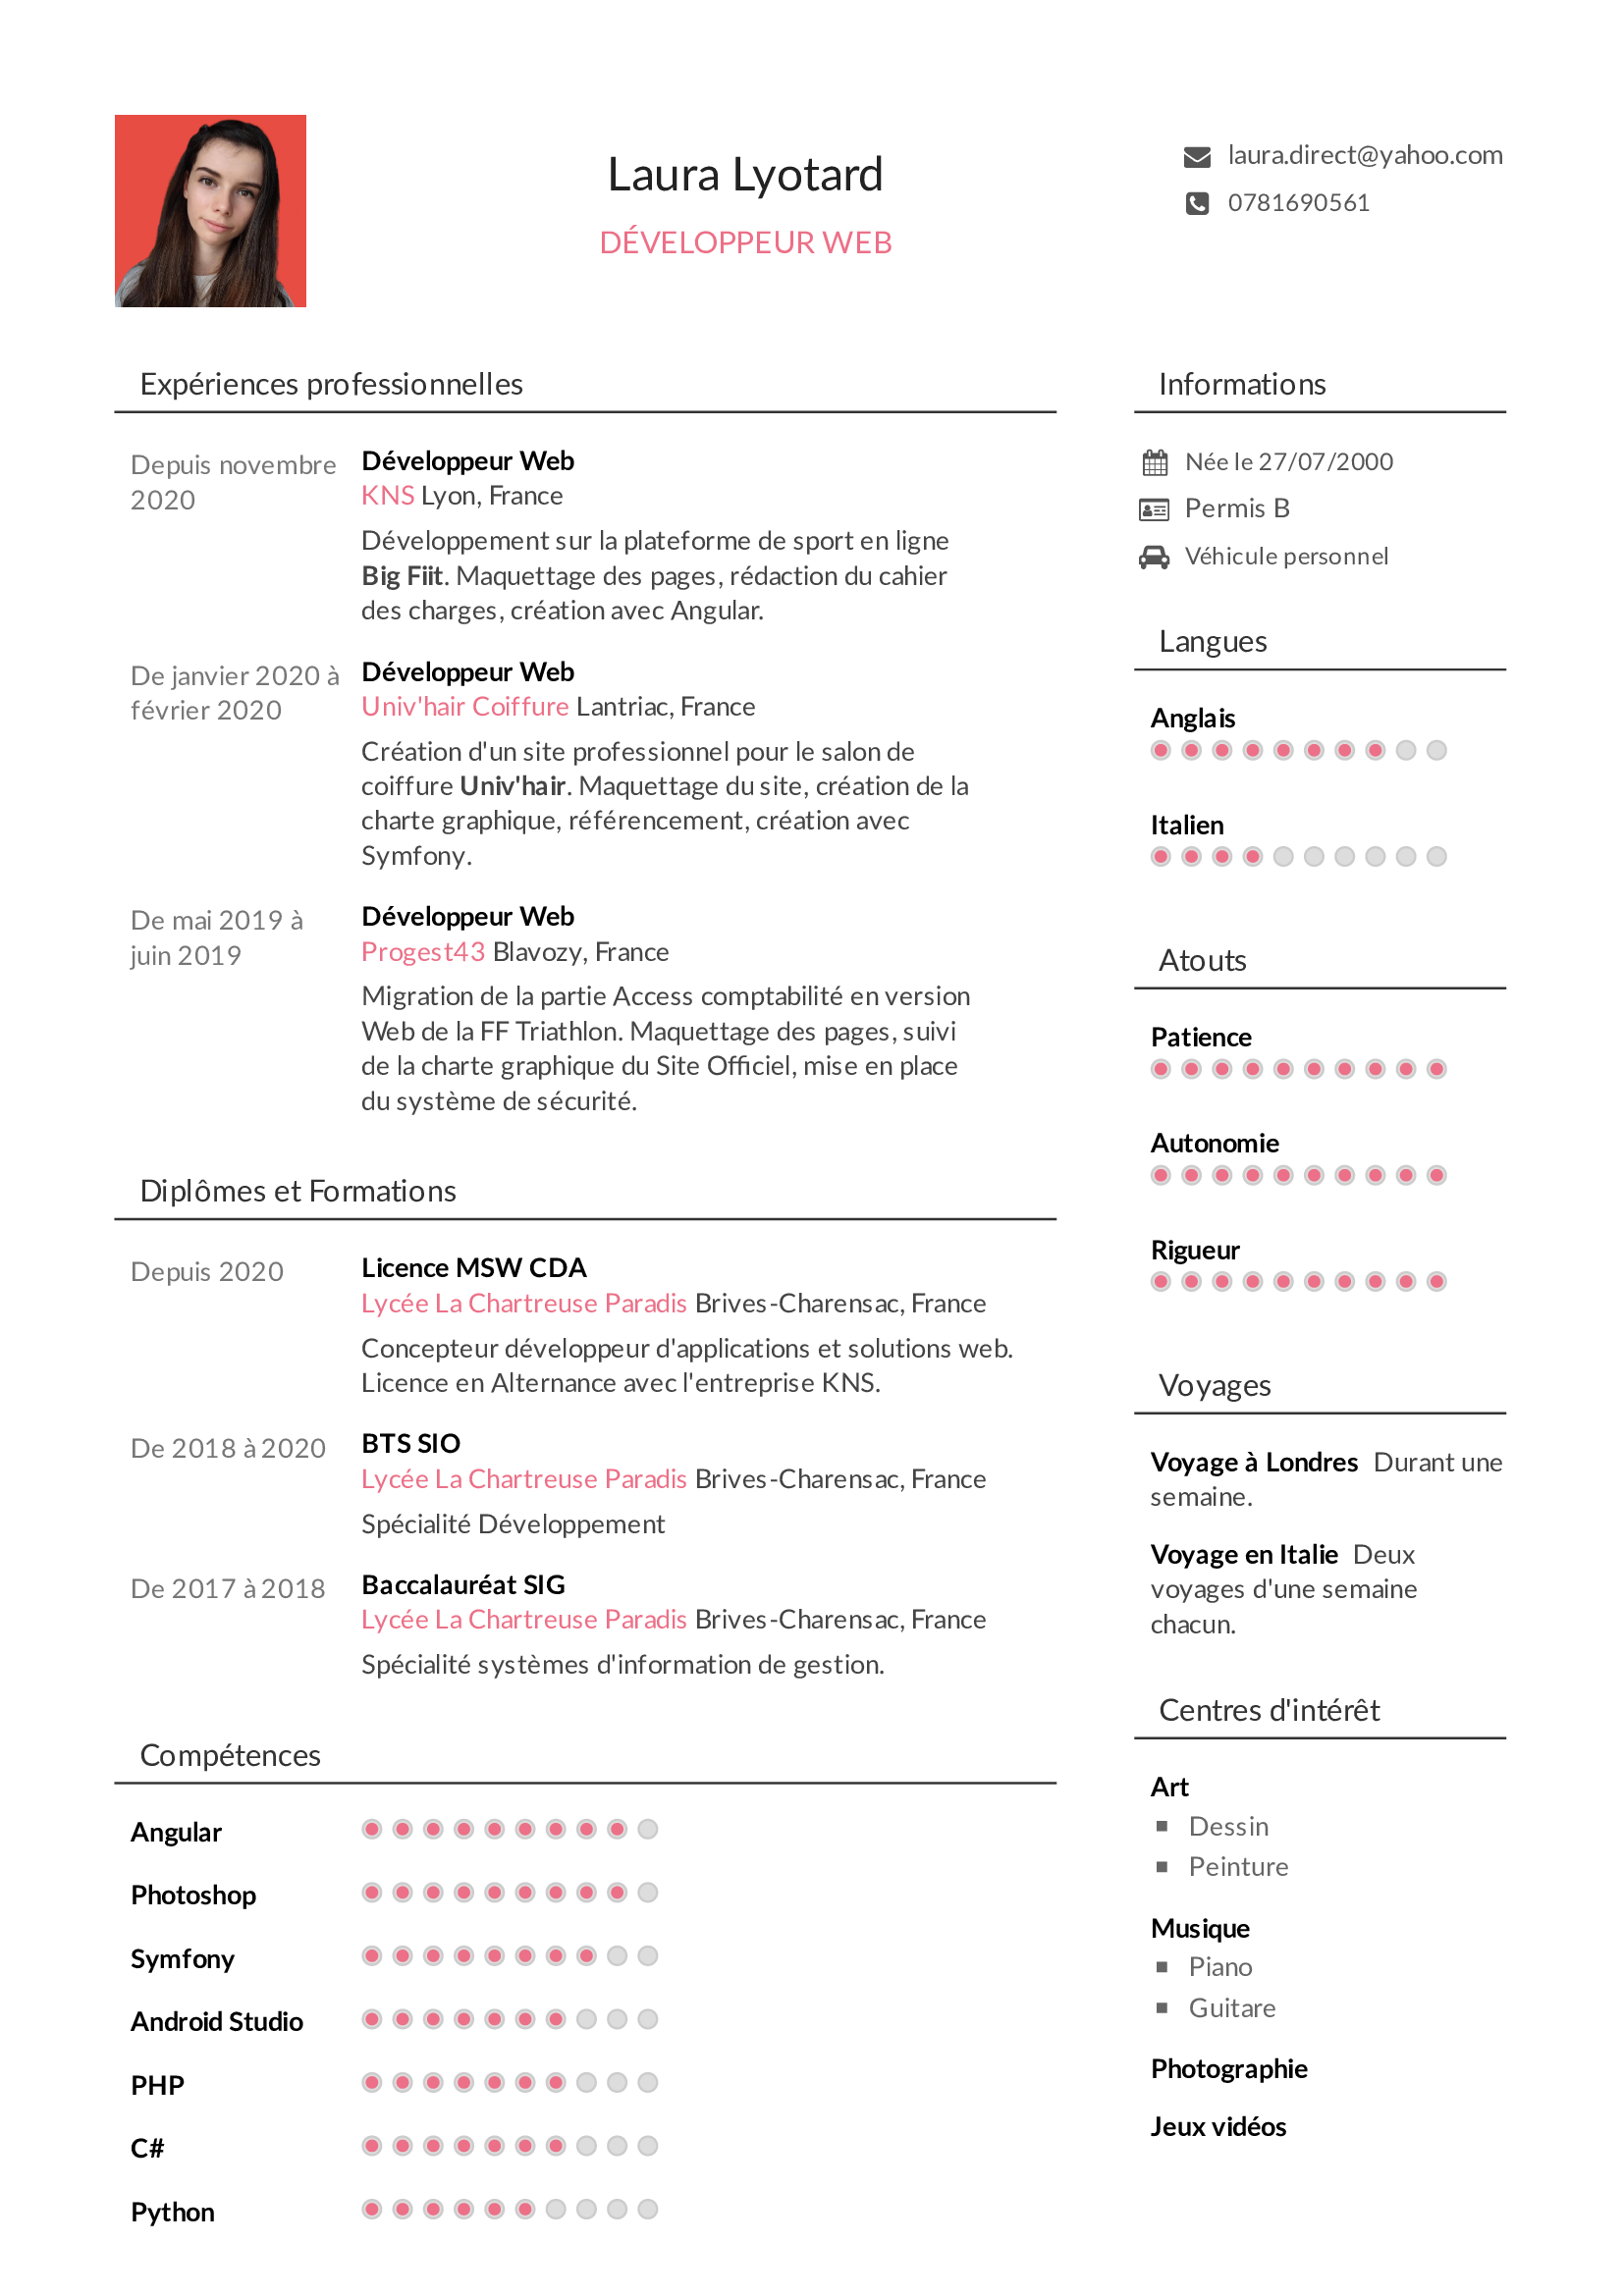 Laura Lyotard
DÉVELOPPEUR WEB
laura.direct@yahoo.com
0781690561
Expériences professionnelles
Depuis novembre
2020
Développeur Web
KNS Lyon, France
Développement sur la plateforme de sport en ligne
Big Fiit. Maquettage des pages, rédaction du cahier
des charges, création avec Angular.
De janvier 2020 à
février 2020
Développeur Web
Univ'hair Coiffure Lantriac, France
Création d'un site professionnel pour le salon de
coiffure Univ'hair. Maquettage du site, création de la
charte graphique, référencement, création avec
Symfony.
De mai 2019 à
juin 2019
Développeur Web
Progest43 Blavozy, France
Migration de la partie Access comptabilité en version
Web de la FF Triathlon. Maquettage des pages, suivi
de la charte graphique du Site Officiel, mise en place
du système de sécurité.
Diplômes et Formations
Depuis 2020
Licence MSW CDA
Lycée La Chartreuse Paradis Brives-Charensac, France
Concepteur développeur d'applications et solutions web.
Licence en Alternance avec l'entreprise KNS.
De 2018 à 2020
BTS SIO
Lycée La Chartreuse Paradis Brives-Charensac, France
Spécialité Développement
De 2017 à 2018
Baccalauréat SIG
Lycée La Chartreuse Paradis Brives-Charensac, France
Spécialité systèmes d'information de gestion.
Compétences
Angular
Photoshop
Symfony
Android Studio
PHP
C#
Python
Informations
Née le 27/07/2000
Permis B
Véhicule personnel
Langues
Anglais
Italien
Atouts
Patience
Autonomie
Rigueur
Voyages
Voyage à Londres Durant une
semaine.
Voyage en Italie Deux
voyages d'une semaine
chacun.
Centres d'intérêt
Art
Dessin
Peinture
Musique
Piano
Guitare
Photographie
Jeux vidéos